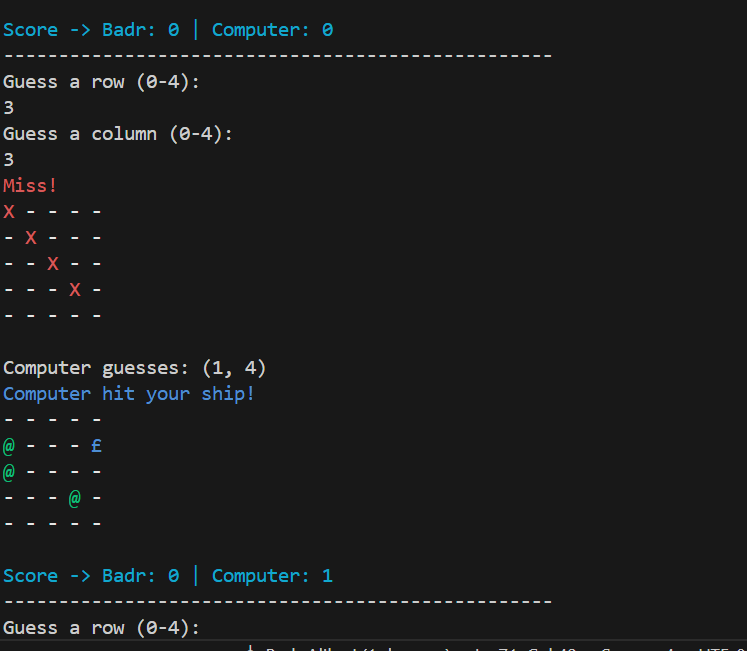 Score -> Badr: 0 | Computer: 0
--------------------------------------------------
Guess a row (0-4):
3
Guess a column (0-4):
3
Miss!
X - - - -
- X - - -
- - X - -
- - - X -
- - - - -
Computer guesses: (1, 4)
Computer hit your ship!
- - - - -
@ - - - £
@ - - - -
- - - @ -
- - - - -
Score -> Badr: 0 | Computer: 1
--------------------------------------------------
Guess a row (0-4):